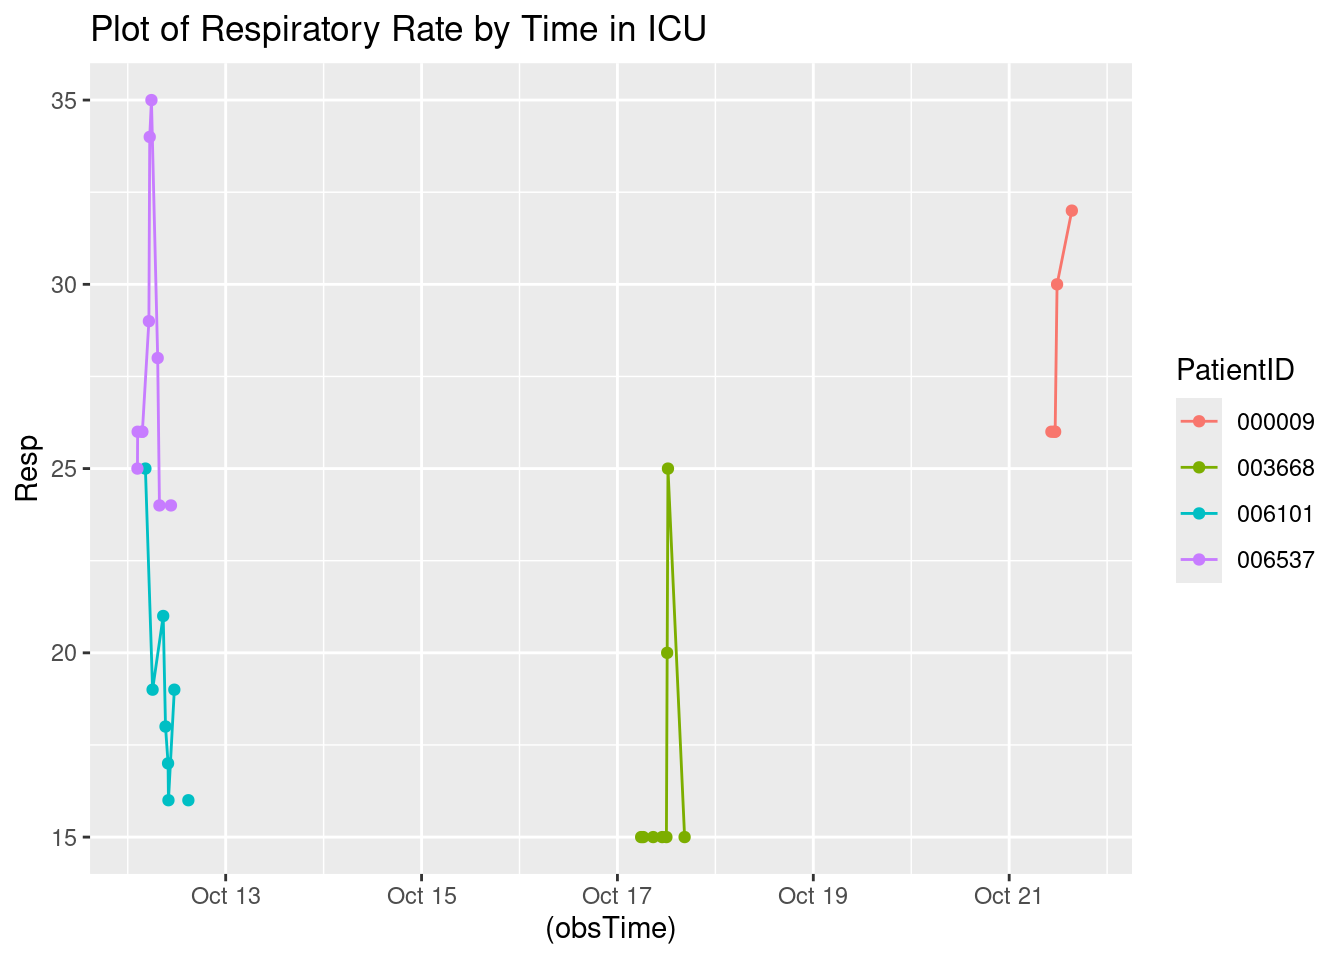 Plot of Respiratory Rate by Time in ICU
35
30
25
20
15
Resp
Oct 13
Oct 15
Oct 17
Oct 19
Oct 21
(obsTime)
PatientID
000009
003668
006101
006537